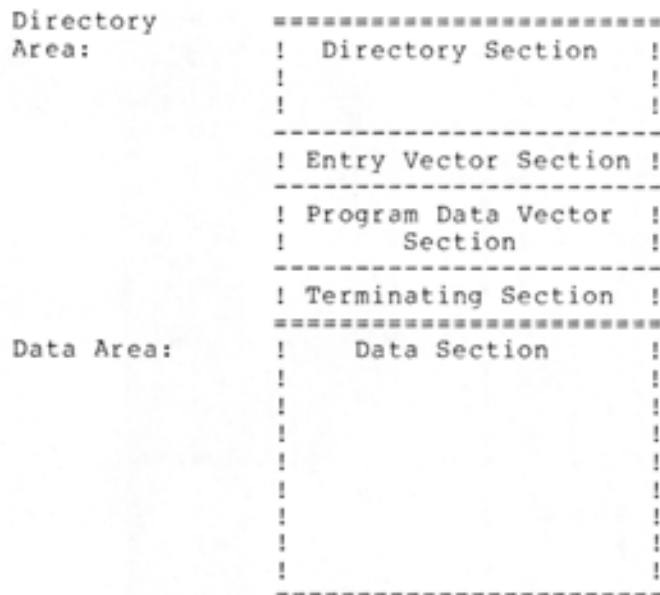 Directory =========================
Area: ! Directory Section !
! !
! !
-------------------------
! Entry Vector Section !
-------------------------
! Program Data Vector !
! Section !
-------------------------
! Terminating Section !
=========================
Data Area: ! Data Section !
! !
! !
! !
! !
! !
! !
! !
! !
-------------------------